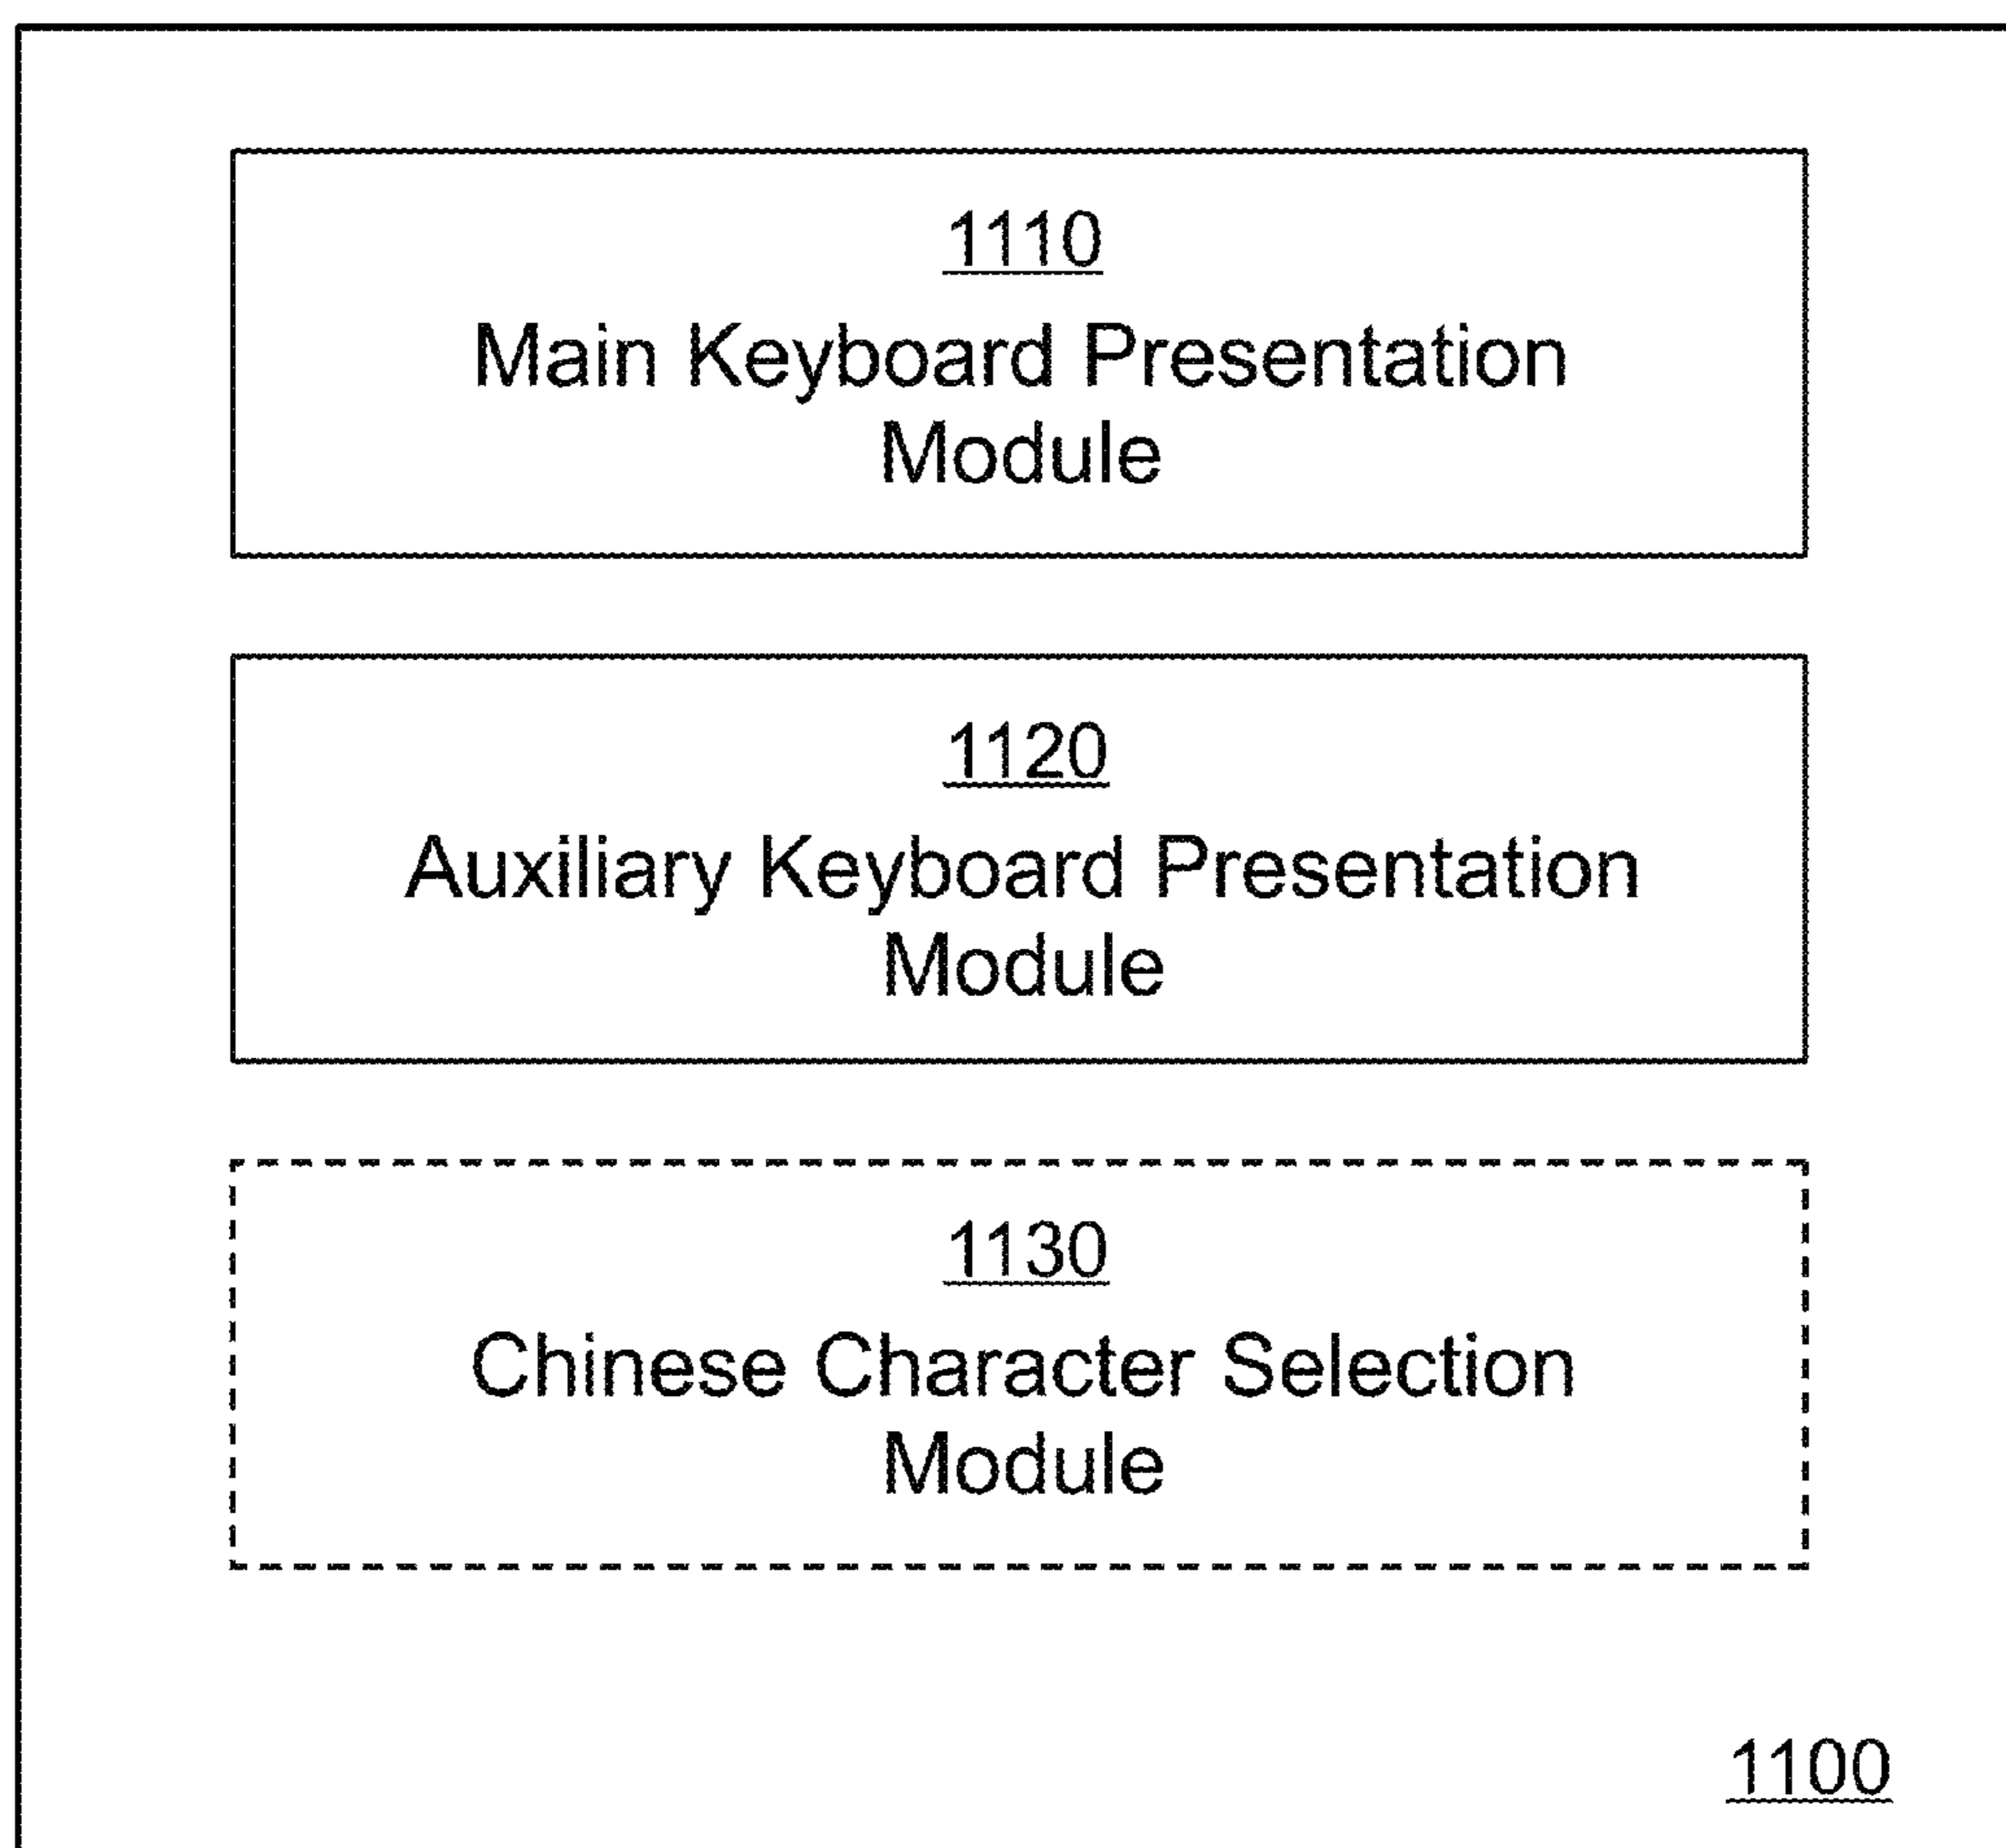 1110
Main Keyboard Presentation
Module
1120
Auxiliary Keyboard Presentation
Module
1130
Chinese Character Selection
Module
1100